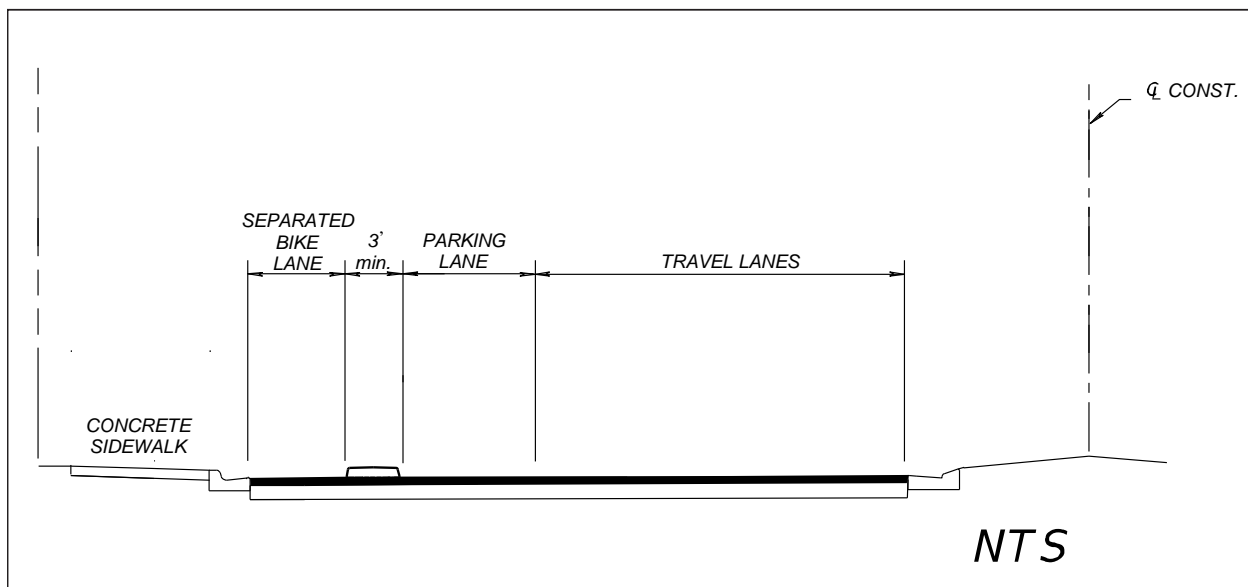 ℄ CONST.
SEPARATED
BIKE
LANE
3'
min.
PARKING
LANE
TRAVEL LANES
CONCRETE
SIDEWALK
NTS